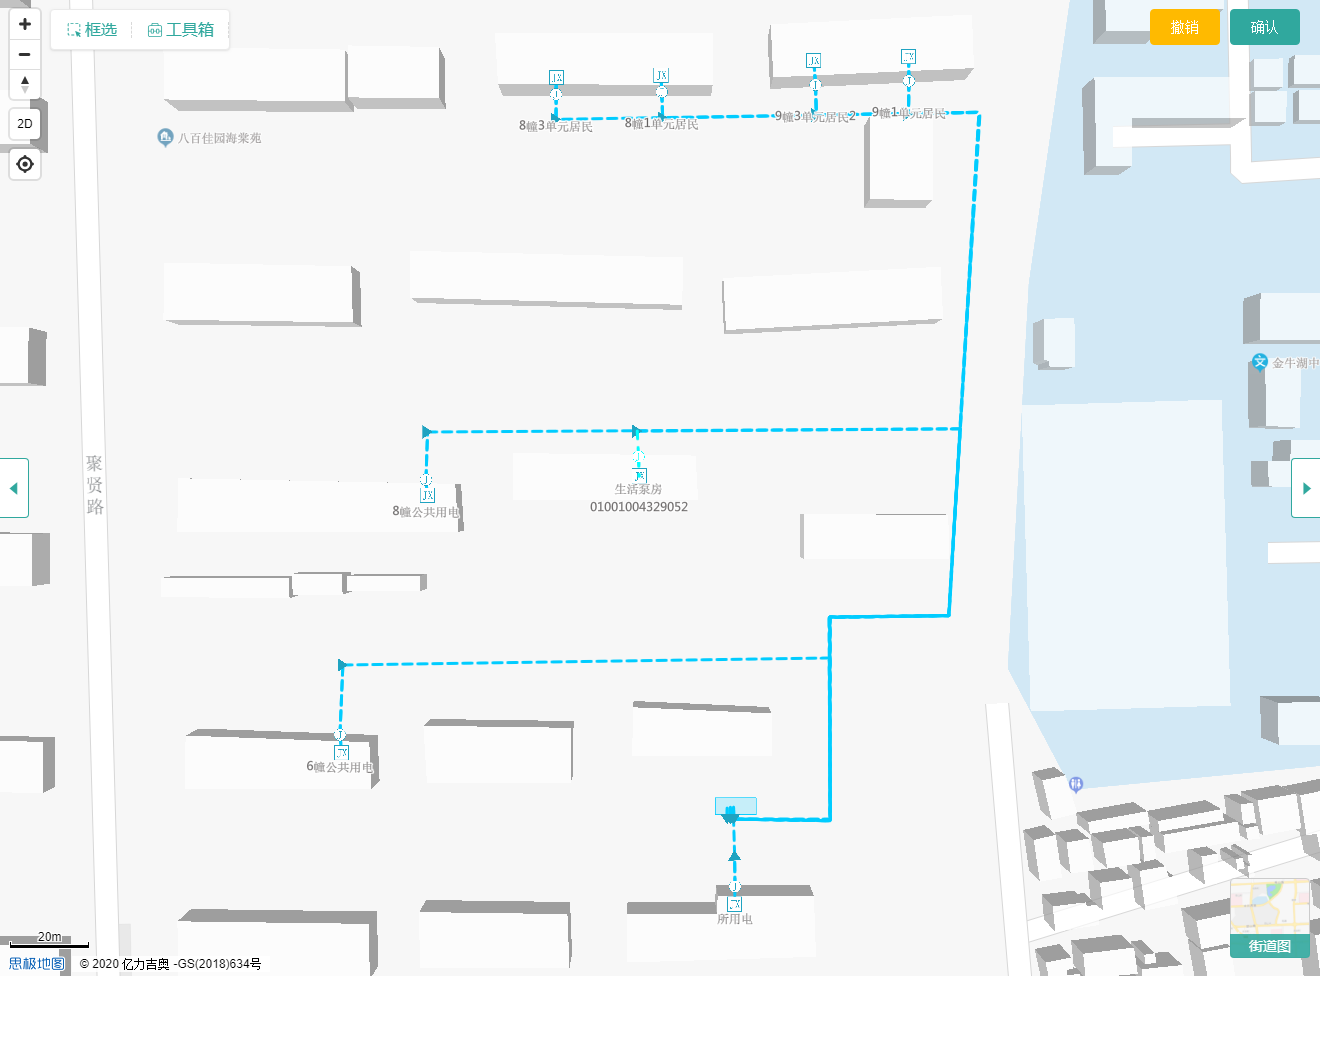 框选
工具箱
撤销
确认
2D
JX
JX
JX
JX
8幢3单元居民
8幢1单元居民
9幢3单元居民2
9幢1单元居民
八百佳园海棠苑
金牛湖中
聚贤路
JX
8幢公共用电
JX
生活泵房
01001004329052
JX
6幢公共用电
JX
所用电
20m
思极地图
© 2020 亿力吉奥 -GS(2018)634号
街道图